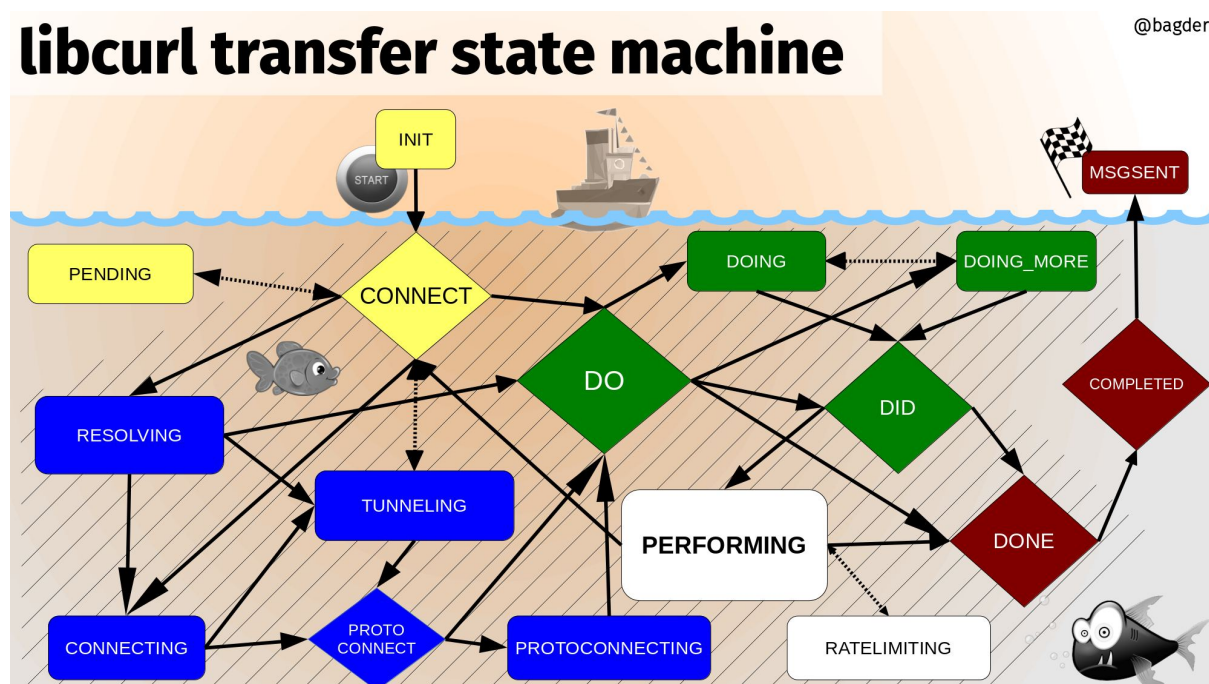 @bagder
libcurl transfer state machine
INIT
START
MSGSENT
PENDING
CONNECT
DOING
DOING_MORE
DO
COMPLETED
DID
RESOLVING
TUNNELING
PERFORMING
DONE
CONNECTING
PROTO
CONNECT
PROTOCONNECTING
RATELIMITING